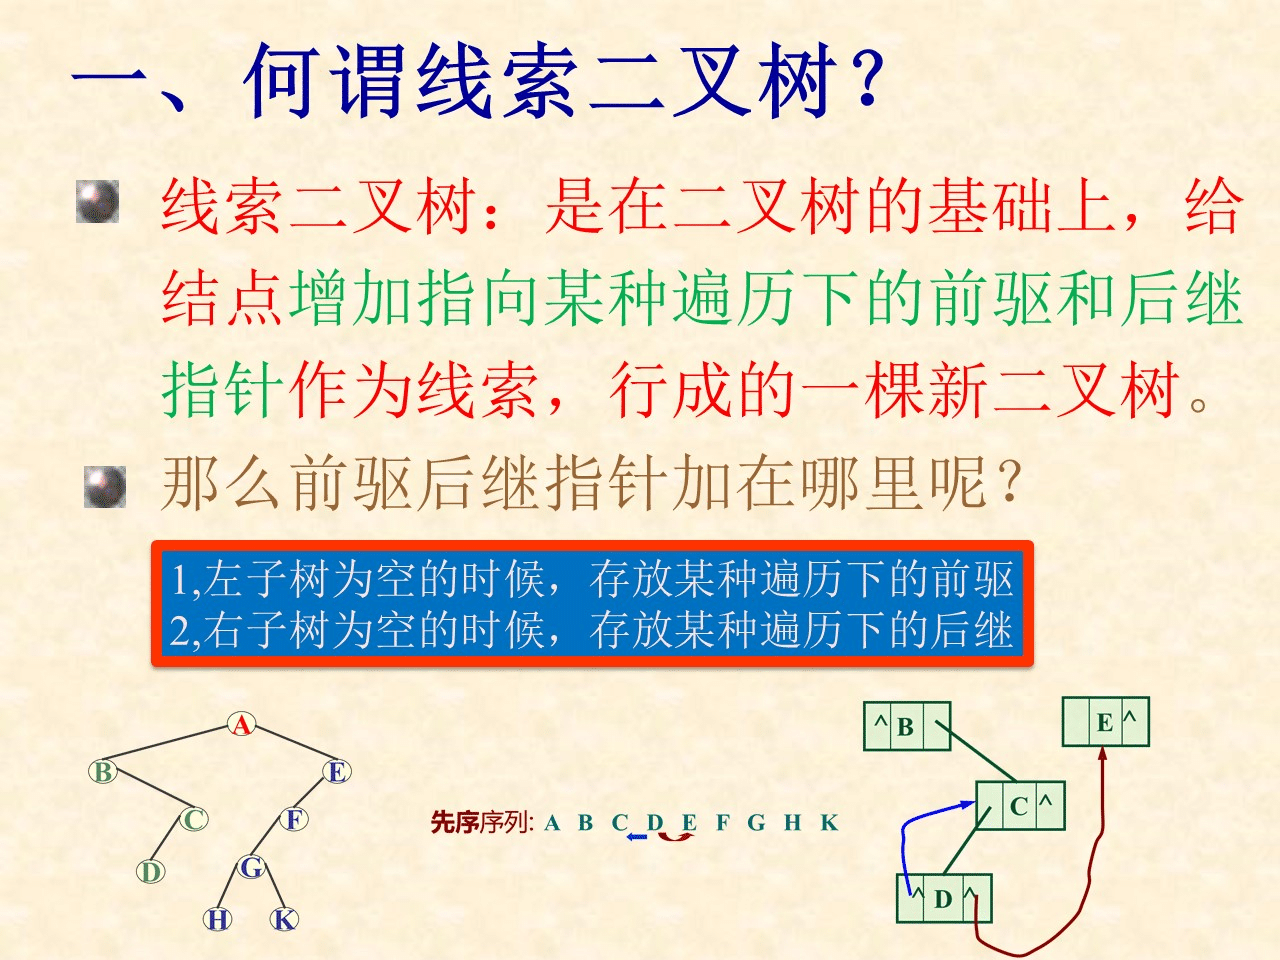 一、何谓线索二叉树？
线索二叉树：是在二叉树的基础上，给
结点增加指向某种遍历下的前驱和后继
指针作为线索，行成的一棵新二叉树。
那么前驱后继指针加在哪里呢？
1,左子树为空的时候，存放某种遍历下的前驱
2,右子树为空的时候，存放某种遍历下的后继
A
B
E
C
F
D
G
H
K
先序序列: A B C D E F G H K
^ B
E ^
C ^
^ D ^